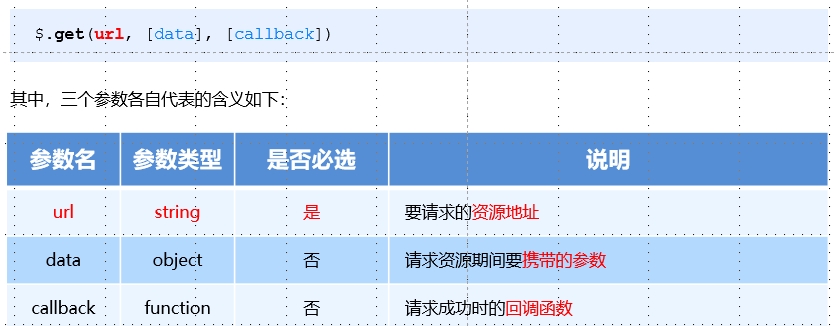 $.get(url, [data], [callback])
其中，三个参数各自代表的含义如下：
参数名 参数类型 是否必选 说明
url string 是 要请求的资源地址
data object 否 请求资源期间要携带的参数
callback function 否 请求成功时的回调函数